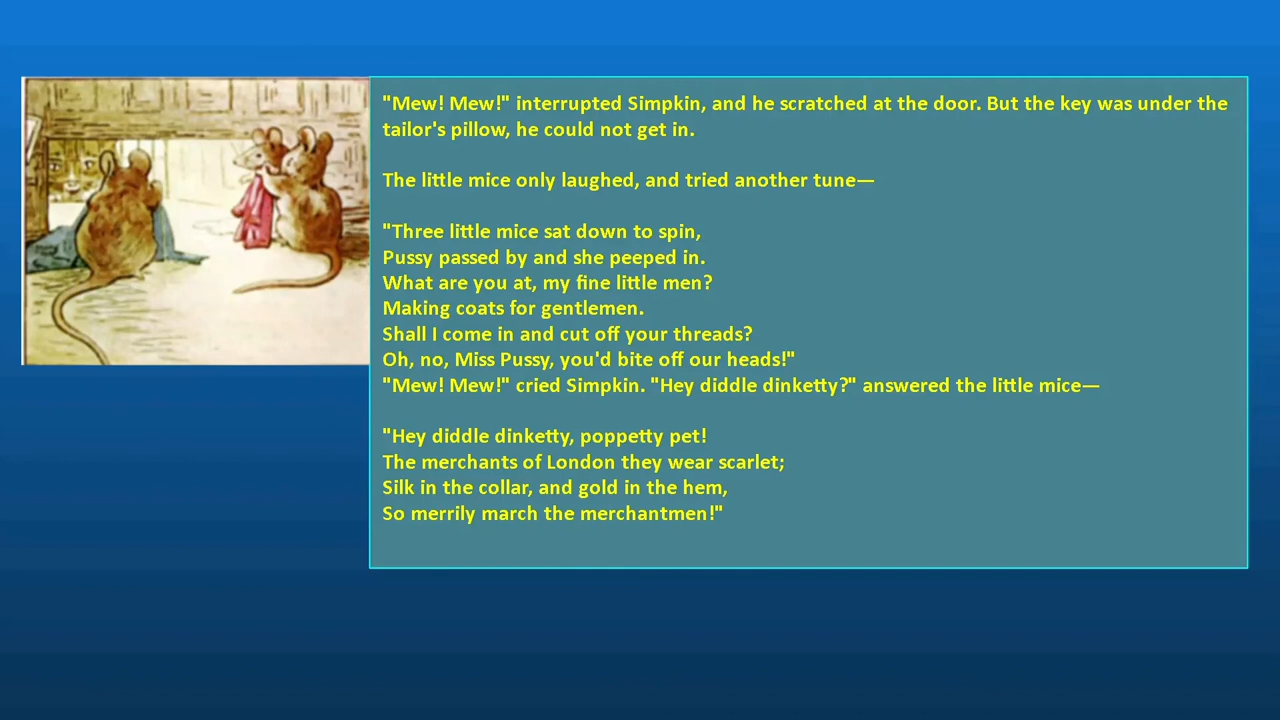 "Mew! Mew!" interrupted Simpkin, and he scratched at the door. But the key was under the
tailor's pillow, he could not get in.
The little mice only laughed, and tried another tune—
"Three little mice sat down to spin,
Pussy passed by and she peeped in.
What are you at, my fine little men?
Making coats for gentlemen.
Shall I come in and cut off your threads?
Oh, no, Miss Pussy, you'd bite off our heads!"
"Mew! Mew!" cried Simpkin. "Hey diddle dinketty?" answered the little mice—
"Hey diddle dinketty, poppetty pet!
The merchants of London they wear scarlet;
Silk in the collar, and gold in the hem,
So merrily march the merchantmen!"